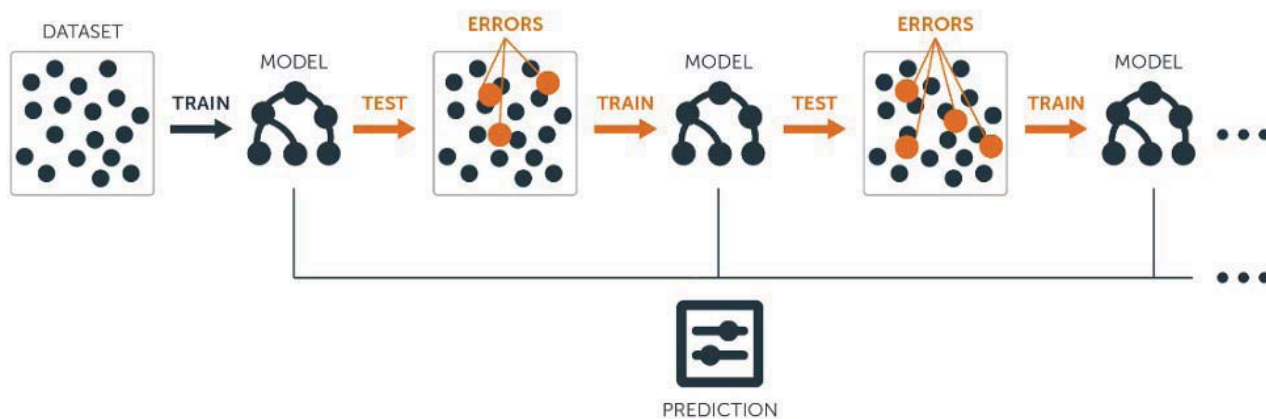 DATASET
MODEL
TRAIN
TEST
ERRORS
TRAIN
MODEL
TEST
ERRORS
TRAIN
MODEL
PREDICTION